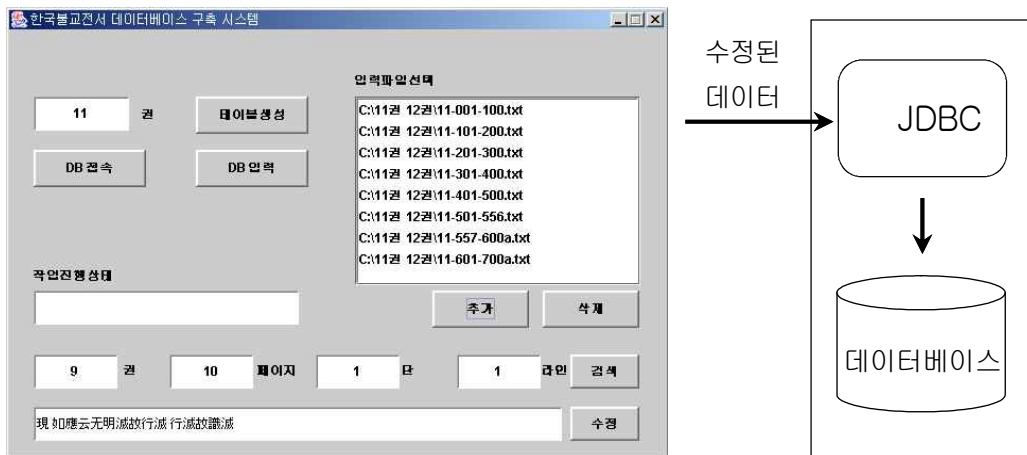 한국불교전서 데이터베이스 구축 시스템
11 권 테이블생성
DB 접속 DB 입력
입력파일선택
C:\11권 12권\11-001-100.txt
C:\11권 12권\11-101-200.txt
C:\11권 12권\11-201-300.txt
C:\11권 12권\11-301-400.txt
C:\11권 12권\11-401-500.txt
C:\11권 12권\11-501-556.txt
C:\11권 12권\11-557-600a.txt
C:\11권 12권\11-601-700a.txt
작업진행상태
추가 삭제
9 권 10 페이지 1 단 1 라인 검색
現 如應云无明滅故行滅 行滅故識滅 수정
수정된
데이터
JDBC
데이터베이스